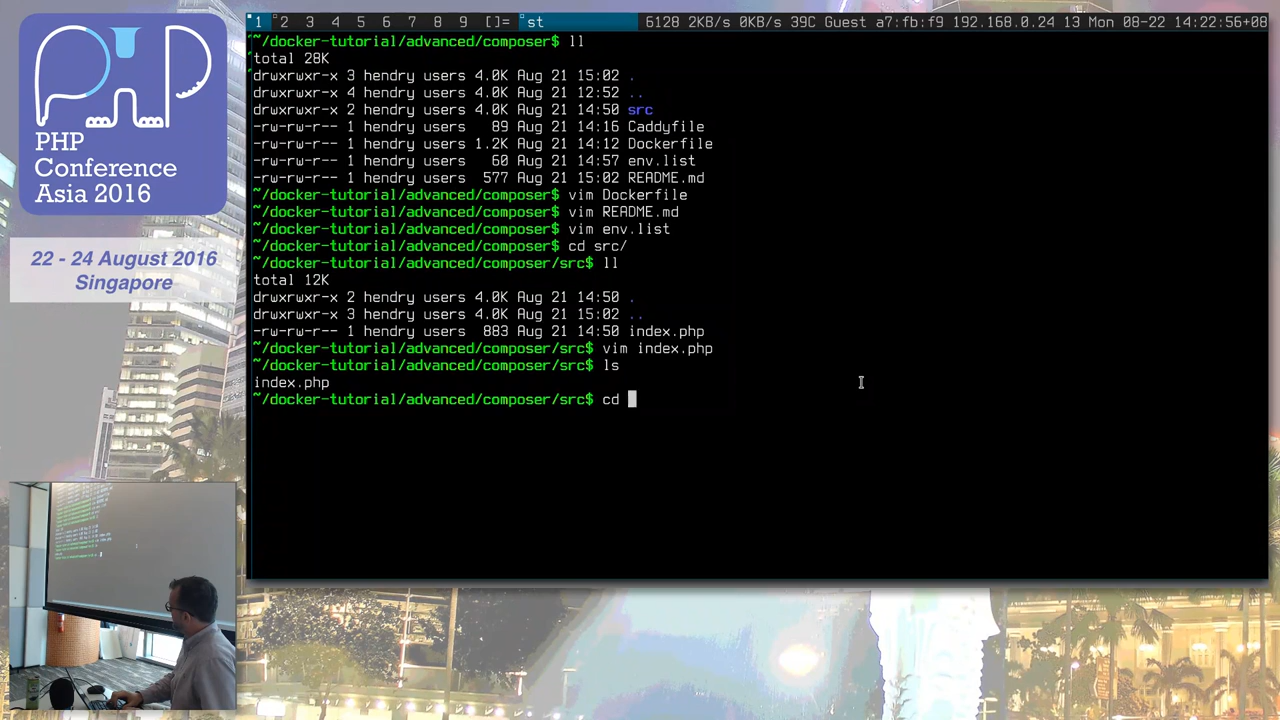 PHP
Conference
Asia 2016
22 - 24 August 2016
Singapore
1 2 3 4 5 6 7 8 9 []= st 6128 2KB/s 0KB/s 39C Guest a7:fb:f9 192.168.0.24 13 Mon 08-22 14:22:56+08
~/docker-tutorial/advanced/composer$ ll
total 28K
drwxrwxr-x 3 hendry users 4.0K Aug 21 15:02 .
drwxrwxr-x 4 hendry users 4.0K Aug 21 12:52 ..
drwxrwxr-x 2 hendry users 4.0K Aug 21 14:50 src
-rw-rw-r-- 1 hendry users 89 Aug 21 14:16 Caddyfile
-rw-rw-r-- 1 hendry users 1.2K Aug 21 14:12 Dockerfile
-rw-rw-r-- 1 hendry users 60 Aug 21 14:57 env.list
-rw-rw-r-- 1 hendry users 577 Aug 21 15:02 README.md
~/docker-tutorial/advanced/composer$ vim Dockerfile
~/docker-tutorial/advanced/composer$ vim README.md
~/docker-tutorial/advanced/composer$ vim env.list
~/docker-tutorial/advanced/composer$ cd src/
~/docker-tutorial/advanced/composer/src$ ll
total 12K
drwxrwxr-x 2 hendry users 4.0K Aug 21 14:50 .
drwxrwxr-x 3 hendry users 4.0K Aug 21 15:02 ..
-rw-rw-r-- 1 hendry users 883 Aug 21 14:50 index.php
~/docker-tutorial/advanced/composer/src$ vim index.php
~/docker-tutorial/advanced/composer/src$ ls
index.php
~/docker-tutorial/advanced/composer/src$ cd